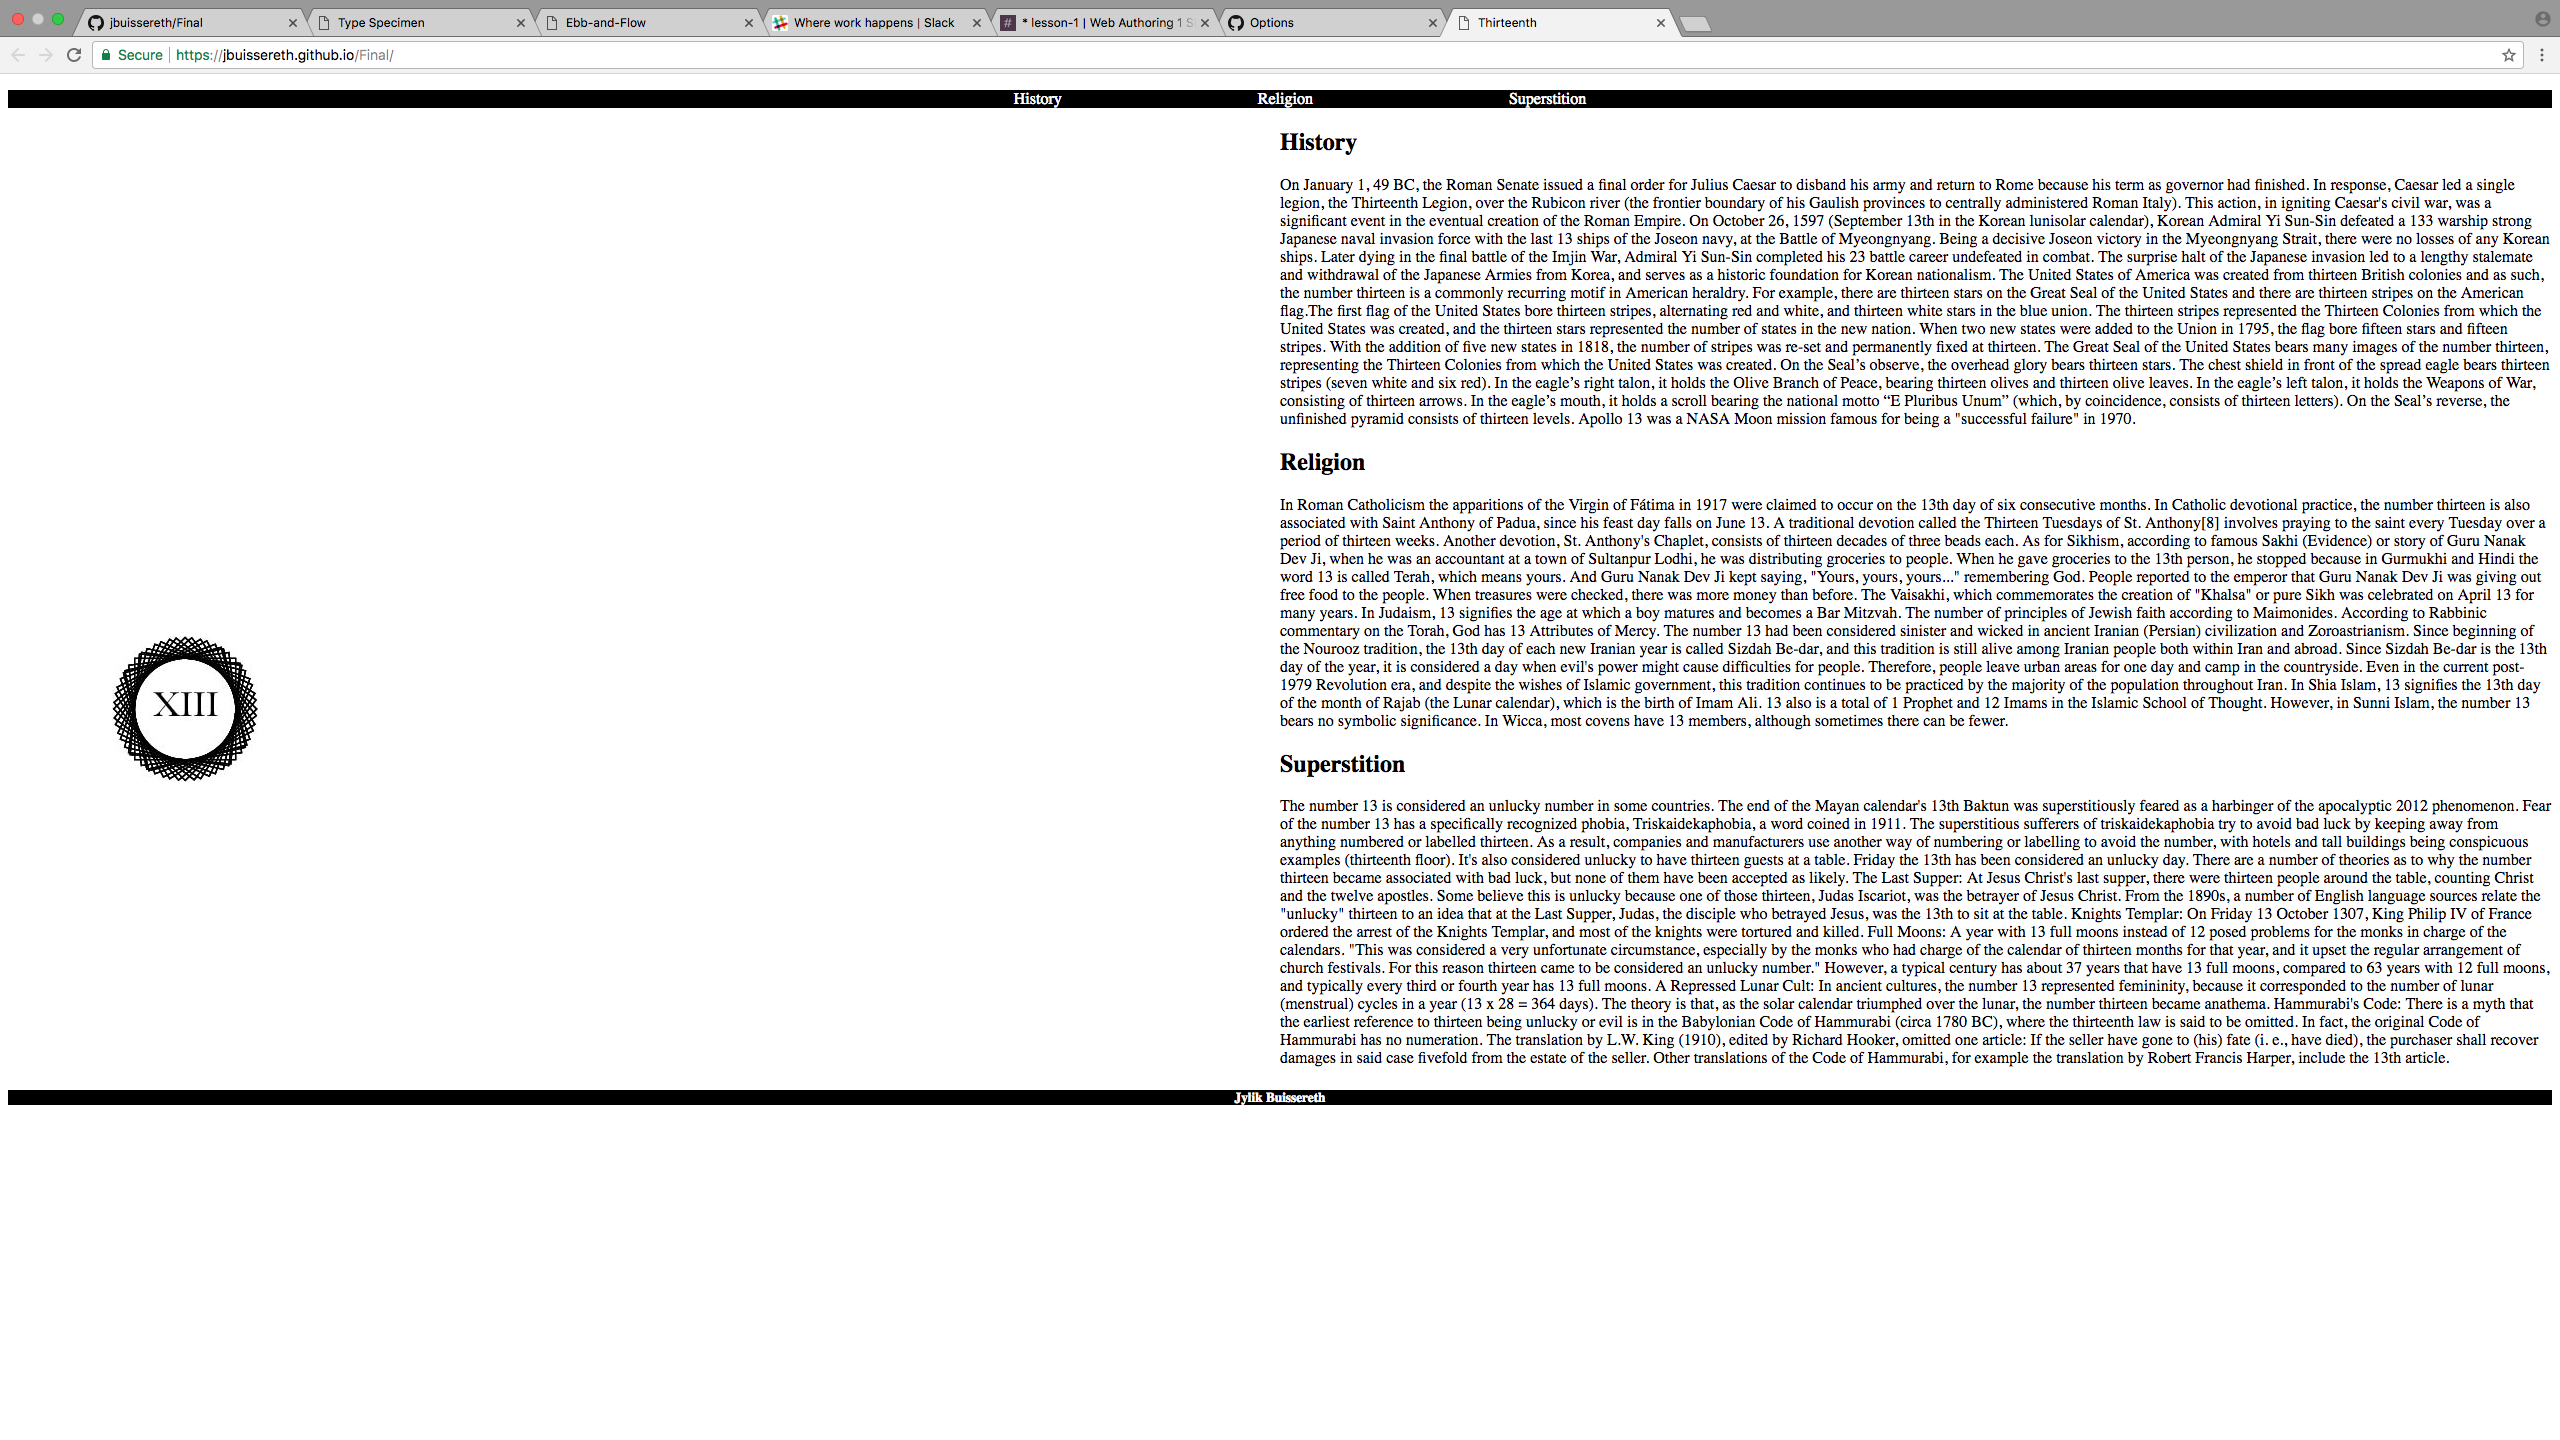 jbuissereth/Final
Type Specimen
Ebb-and-Flow
Where work happens | Slack
# * lesson-1 | Web Authoring 1
Options
Thirteenth
Secure https://jbuissereth.github.io/Final/
History Religion Superstition
History
On January 1, 49 BC, the Roman Senate issued a final order for Julius Caesar to disband his army and return to Rome because his term as governor had finished. In response, Caesar led a single
legion, the Thirteenth Legion, over the Rubicon river (the frontier boundary of his Gaulish provinces to centrally administered Roman Italy). This action, in igniting Caesar's civil war, was a
significant event in the eventual creation of the Roman Empire. On October 26, 1597 (September 13th in the Korean lunisolar calendar), Korean Admiral Yi Sun-Sin defeated a 133 warship strong
Japanese naval invasion force with the last 13 ships of the Joseon navy, at the Battle of Myeongnyang. Being a decisive Joseon victory in the Myeongnyang Strait, there were no losses of any Korean
ships. Later dying in the final battle of the Imjin War, Admiral Yi Sun-Sin completed his 23 battle career undefeated in combat. The surprise halt of the Japanese invasion led to a lengthy stalemate
and withdrawal of the Japanese Armies from Korea, and serves as a historic foundation for Korean nationalism. The United States of America was created from thirteen British colonies and as such,
the number thirteen is a commonly recurring motif in American heraldry. For example, there are thirteen stars on the Great Seal of the United States and there are thirteen stripes on the American
flag.The first flag of the United States bore thirteen stripes, alternating red and white, and thirteen white stars in the blue union. The thirteen stripes represented the Thirteen Colonies from which the
United States was created, and the thirteen stars represented the number of states in the new nation. When two new states were added to the Union in 1795, the flag bore fifteen stars and fifteen
stripes. With the addition of five new states in 1818, the number of stripes was re-set and permanently fixed at thirteen. The Great Seal of the United States bears many images of the number thirteen,
representing the Thirteen Colonies from which the United States was created. On the Seal’s observe, the overhead glory bears thirteen stars. The chest shield in front of the spread eagle bears thirteen
stripes (seven white and six red). In the eagle’s right talon, it holds the Olive Branch of Peace, bearing thirteen olives and thirteen olive leaves. In the eagle’s left talon, it holds the Weapons of War,
consisting of thirteen arrows. In the eagle’s mouth, it holds a scroll bearing the national motto “E Pluribus Unum” (which, by coincidence, consists of thirteen letters). On the Seal’s reverse, the
unfinished pyramid consists of thirteen levels. Apollo 13 was a NASA Moon mission famous for being a "successful failure" in 1970.
Religion
In Roman Catholicism the apparitions of the Virgin of Fátima in 1917 were claimed to occur on the 13th day of six consecutive months. In Catholic devotional practice, the number thirteen is also
associated with Saint Anthony of Padua, since his feast day falls on June 13. A traditional devotion called the Thirteen Tuesdays of St. Anthony[8] involves praying to the saint every Tuesday over a
period of thirteen weeks. Another devotion, St. Anthony's Chaplet, consists of thirteen decades of three beads each. As for Sikhism, according to famous Sakhi (Evidence) or story of Guru Nanak
Dev Ji, when he was an accountant at a town of Sultanpur Lodhi, he was distributing groceries to people. When he gave groceries to the 13th person, he stopped because in Gurmukhi and Hindi the
word 13 is called Terah, which means yours. And Guru Nanak Dev Ji kept saying, "Yours, yours, yours..." remembering God. People reported to the emperor that Guru Nanak Dev Ji was giving out
free food to the people. When treasures were checked, there was more money than before. The Vaisakhi, which commemorates the creation of "Khalsa" or pure Sikh was celebrated on April 13 for
many years. In Judaism, 13 signifies the age at which a boy matures and becomes a Bar Mitzvah. The number of principles of Jewish faith according to Maimonides. According to Rabbinic
commentary on the Torah, God has 13 Attributes of Mercy. The number 13 had been considered sinister and wicked in ancient Iranian (Persian) civilization and Zoroastrianism. Since beginning of
the Nourooz tradition, the 13th day of each new Iranian year is called Sizdah Be-dar, and this tradition is still alive among Iranian people both within Iran and abroad. Since Sizdah Be-dar is the 13th
day of the year, it is considered a day when evil's power might cause difficulties for people. Therefore, people leave urban areas for one day and camp in the countryside. Even in the current post-
1979 Revolution era, and despite the wishes of Islamic government, this tradition continues to be practiced by the majority of the population throughout Iran. In Shia Islam, 13 signifies the 13th day
of the month of Rajab (the Lunar calendar), which is the birth of Imam Ali. 13 also is a total of 1 Prophet and 12 Imams in the Islamic School of Thought. However, in Sunni Islam, the number 13
bears no symbolic significance. In Wicca, most covens have 13 members, although sometimes there can be fewer.
XIII
Superstition
The number 13 is considered an unlucky number in some countries. The end of the Mayan calendar's 13th Baktun was superstitiously feared as a harbinger of the apocalyptic 2012 phenomenon. Fear
of the number 13 has a specifically recognized phobia, Triskaidekaphobia, a word coined in 1911. The superstitious sufferers of triskaidekaphobia try to avoid bad luck by keeping away from
anything numbered or labelled thirteen. As a result, companies and manufacturers use another way of numbering or labelling to avoid the number, with hotels and tall buildings being conspicuous
examples (thirteenth floor). It's also considered unlucky to have thirteen guests at a table. Friday the 13th has been considered an unlucky day. There are a number of theories as to why the number
thirteen became associated with bad luck, but none of them have been accepted as likely. The Last Supper: At Jesus Christ's last supper, there were thirteen people around the table, counting Christ
and the twelve apostles. Some believe this is unlucky because one of those thirteen, Judas Iscariot, was the betrayer of Jesus Christ. From the 1890s, a number of English language sources relate the
"unlucky" thirteen to an idea that at the Last Supper, Judas, the disciple who betrayed Jesus, was the 13th to sit at the table. Knights Templar: On Friday 13 October 1307, King Philip IV of France
ordered the arrest of the Knights Templar, and most of the knights were tortured and killed. Full Moons: A year with 13 full moons instead of 12 posed problems for the monks in charge of the
calendars. "This was considered a very unfortunate circumstance, especially by the monks who had charge of the calendar of thirteen months for that year, and it upset the regular arrangement of
church festivals. For this reason thirteen came to be considered an unlucky number." However, a typical century has about 37 years that have 13 full moons, compared to 63 years with 12 full moons,
and typically every third or fourth year has 13 full moons. A Repressed Lunar Cult: In ancient cultures, the number 13 represented femininity, because it corresponded to the number of lunar
(menstrual) cycles in a year (13 x 28 = 364 days). The theory is that, as the solar calendar triumphed over the lunar, the number thirteen became anathema. Hammurabi's Code: There is a myth that
the earliest reference to thirteen being unlucky or evil is in the Babylonian Code of Hammurabi (circa 1780 BC), where the thirteenth law is said to be omitted. In fact, the original Code of
Hammurabi has no numeration. The translation by L.W. King (1910), edited by Richard Hooker, omitted one article: If the seller have gone to (his) fate (i. e., have died), the purchaser shall recover
damages in said case fivefold from the estate of the seller. Other translations of the Code of Hammurabi, for example the translation by Robert Francis Harper, include the 13th article.
Jylik Buissereth